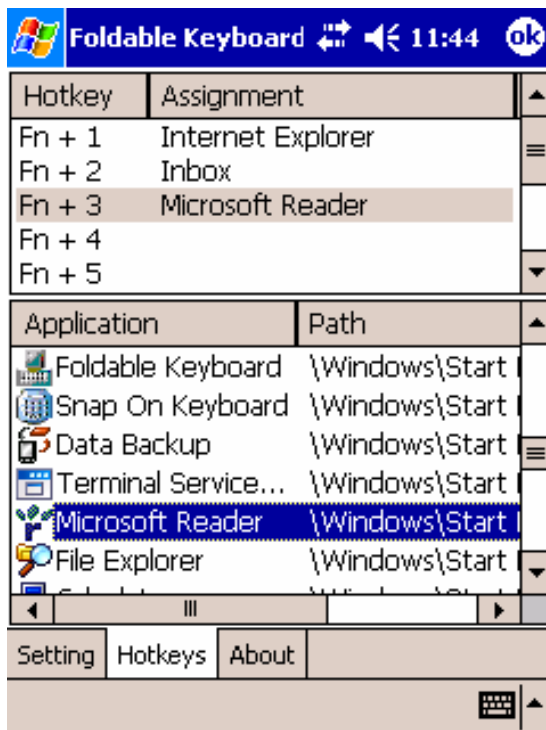 Foldable Keyboard 11:44 ok
Hotkey Assignment
Fn + 1 Internet Explorer
Fn + 2 Inbox
Fn + 3 Microsoft Reader
Fn + 4
Fn + 5
Application Path
Foldable Keyboard \Windows\Start
Snap On Keyboard \Windows\Start
Data Backup \Windows\Start
Terminal Service... \Windows\Start
Microsoft Reader \Windows\Start
File Explorer \Windows\Start
Setting Hotkeys About